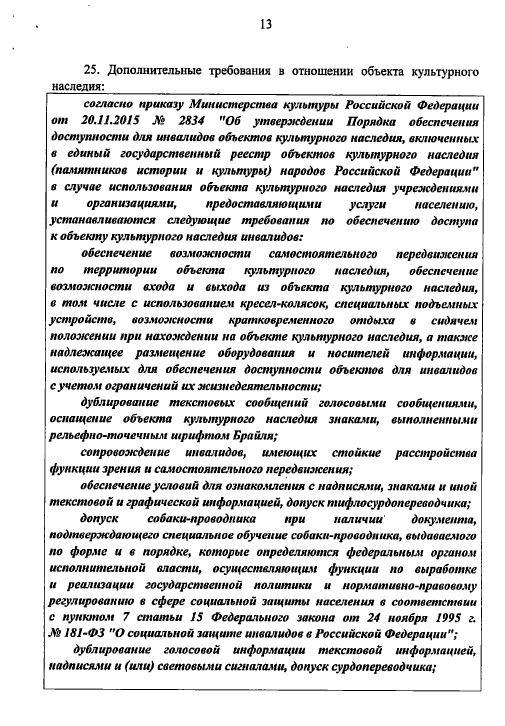 13
25. Дополнительные требования в отношении объекта культурного
наследия:
согласно приказу Министерства культуры Российской Федерации
от 20.11.2015 № 2834 "Об утверждении Порядка обеспечения
доступности для инвалидов объектов культурного наследия, включенных
в единый государственный реестр объектов культурного наследия
(памятников истории и культуры) народов Российской Федерации"
в случае использования объекта культурного наследия учреждениями
и организациями, предоставляющими услуги населению,
устанавливаются следующие требования по обеспечению доступа
к объекту культурного наследия инвалидов:
обеспечение возможности самостоятельного передвижения
по территории объекта культурного наследия, обеспечение
возможности входа и выхода из объекта культурного наследия,
в том числе с использованием кресел-колясок, специальных подъемных
устройств, возможности кратковременного отдыха в сидячем
положении при нахождении на объекте культурного наследия, а также
надлежащее размещение оборудования и носителей информации,
используемых для обеспечения доступности объектов для инвалидов
с учетом ограничений их жизнедеятельности;
дублирование текстовых сообщений голосовыми сообщениями,
оснащение объекта культурного наследия знаками, выполненными
рельефно-точечным шрифтом Брайля;
сопровождение инвалидов, имеющих стойкие расстройства
функции зрения и самостоятельного передвижения;
обеспечение условий для ознакомления с надписями, знаками и иной
текстовой и графической информацией, допуск тифлосурдопереводчика;
допуск собаки-проводника при наличии документа,
подтверждающего специальное обучение собаки-проводника, выдаваемого
по форме и в порядке, которые определяются федеральным органом
исполнительной власти, осуществляющим функции по выработке
и реализации государственной политики и нормативно-правовому
регулированию в сфере социальной защиты населения в соответствии
с пунктом 7 статьи 15 Федерального закона от 24 ноября 1995 г.
№ 181-ФЗ "О социальной защите инвалидов в Российской Федерации";
дублирование голосовой информации текстовой информацией,
надписями и (или) световыми сигналами, допуск сурдопереводчика;